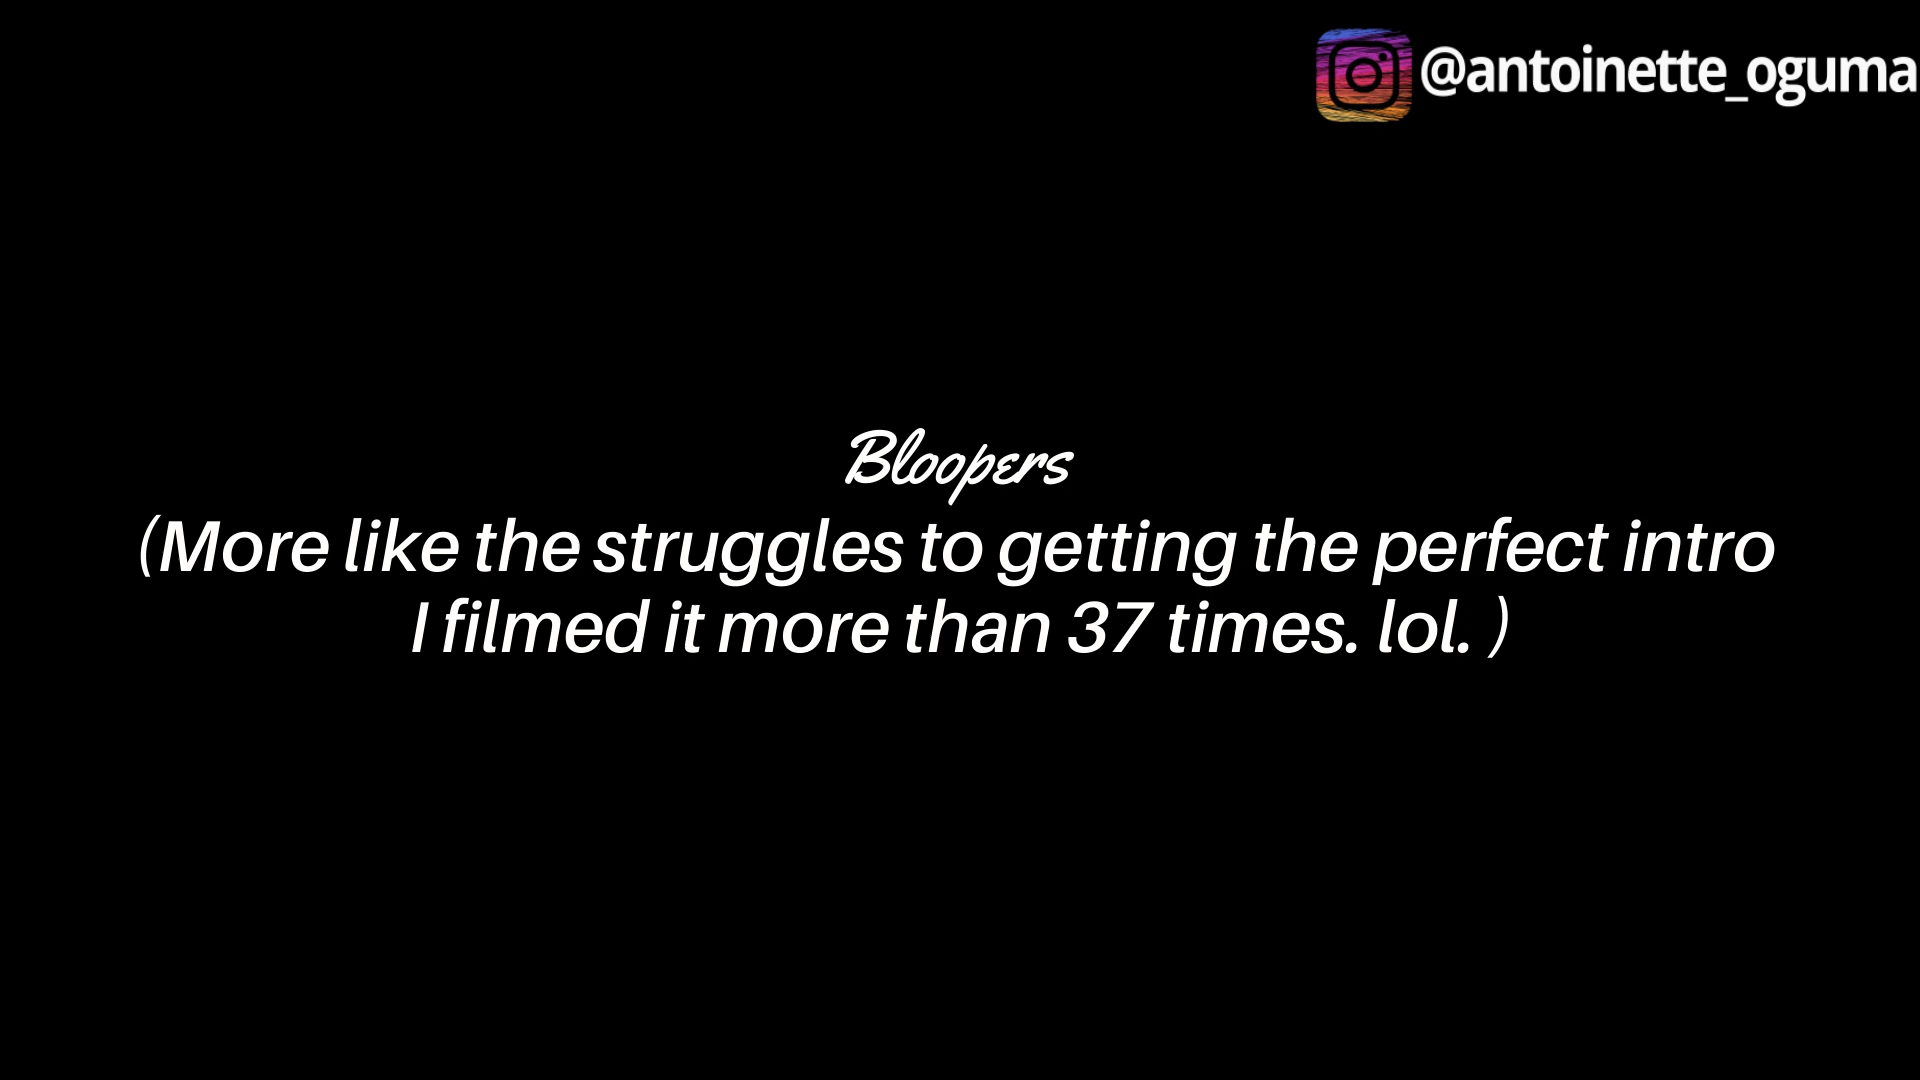 @antoinette_oguma
Bloopers
(More like the struggles to getting the perfect intro
I filmed it more than 37 times. lol. )